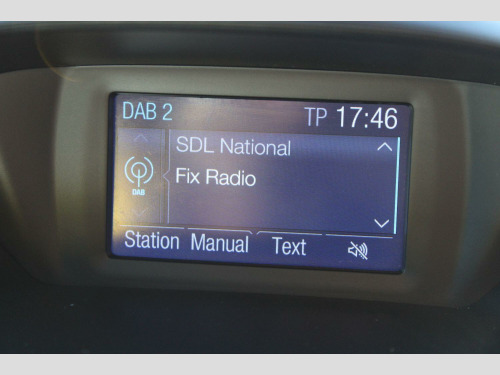 DAB 2 TP 17:46
SDL National
DAB
Fix Radio
Station Manual Text